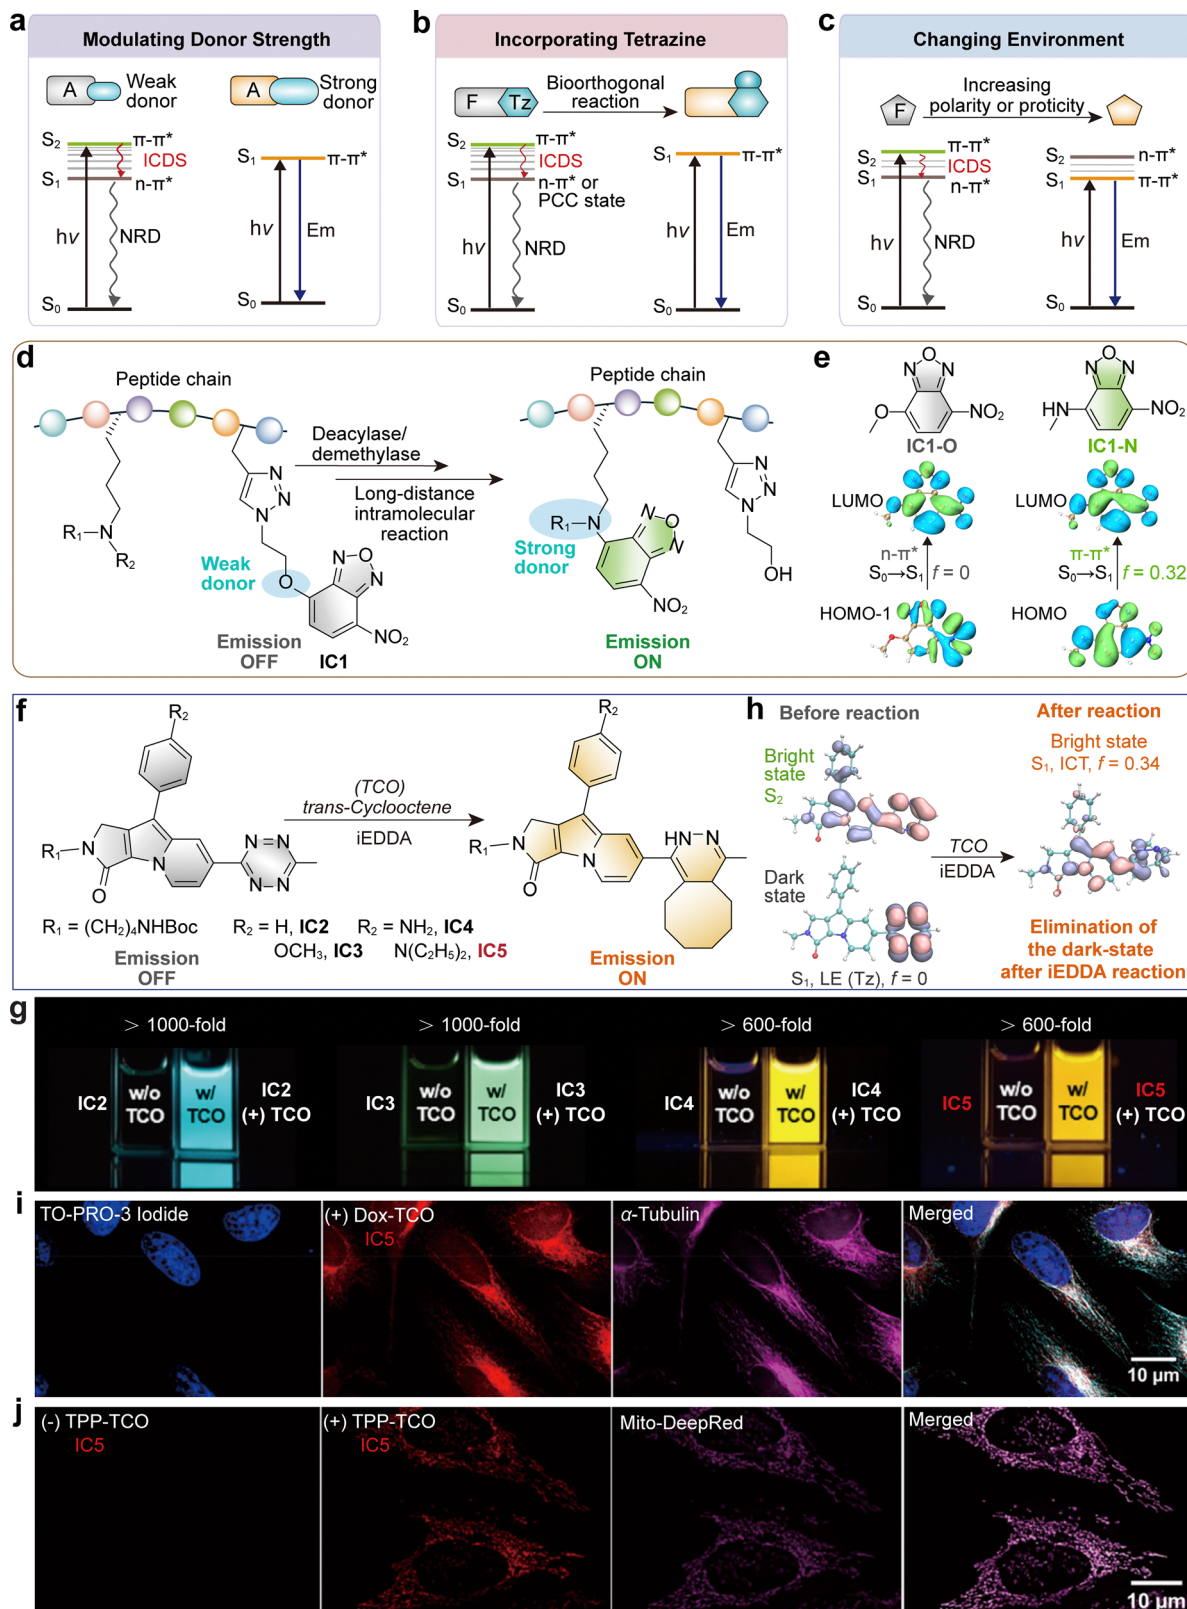 a
Modulating Donor Strength
A
Weak
donor
A
Strong
donor
S2
π-π*
ICDS
S1
n-π*
hν
NRD
S0
S1
π-π*
hν
Em
S0
b
Incorporating Tetrazine
F
Tz
Bioorthogonal
reaction
S2
π-π*
ICDS
S1
n-π* or
PCC state
hν
NRD
S0
S1
π-π*
hν
Em
S0
c
Changing Environment
F
Increasing
polarity or proticity
S2
π-π*
ICDS
S1
n-π*
hν
NRD
S0
S2
n-π*
S1
π-π*
hν
Em
S0
d
Peptide chain
Deacylase/
demethylase
Long-distance
intramolecular
reaction
R1
N
R2
N
N
N
Weak
donor
O
N
O
N
NO2
Emission
OFF
IC1
Peptide chain
R1
N
Strong
donor
N
O
N
NO2
Emission
ON
N
N
N
OH
e
O
N
N
O
NO2
IC1-O
LUMO
n-π*
S0→S1
f = 0
HOMO-1
O
N
N
HN
NO2
IC1-N
LUMO
π-π*
S0→S1
f = 0.32
HOMO
f
R2
R1
N
O
N
N
N
N
N
(TCO)
trans-Cyclooctene
iEDDA
R1 = (CH2)4NHBoc
R2 = H, IC2
OCH3, IC3
R2 = NH2, IC4
N(C2H5)2, IC5
Emission
OFF
R2
R1
N
O
N
HN
N
Emission
ON
h
Before reaction
Bright
state
S2
Dark
state
S1, LE (Tz), f = 0
TCO
iEDDA
After reaction
Bright state
S1, ICT, f = 0.34
Elimination of
the dark-state
after iEDDA reaction
g
> 1000-fold
IC2
w/o
TCO
w/
TCO
IC2
(+) TCO
> 1000-fold
IC3
w/o
TCO
w/
TCO
IC3
(+) TCO
> 600-fold
IC4
w/o
TCO
w/
TCO
IC4
(+) TCO
> 600-fold
IC5
w/o
TCO
w/
TCO
IC5
(+) TCO
i
TO-PRO-3 Iodide
(+) Dox-TCO
IC5
α-Tubulin
Merged
10 μm
j
(-) TPP-TCO
IC5
(+) TPP-TCO
IC5
Mito-DeepRed
Merged
10 μm